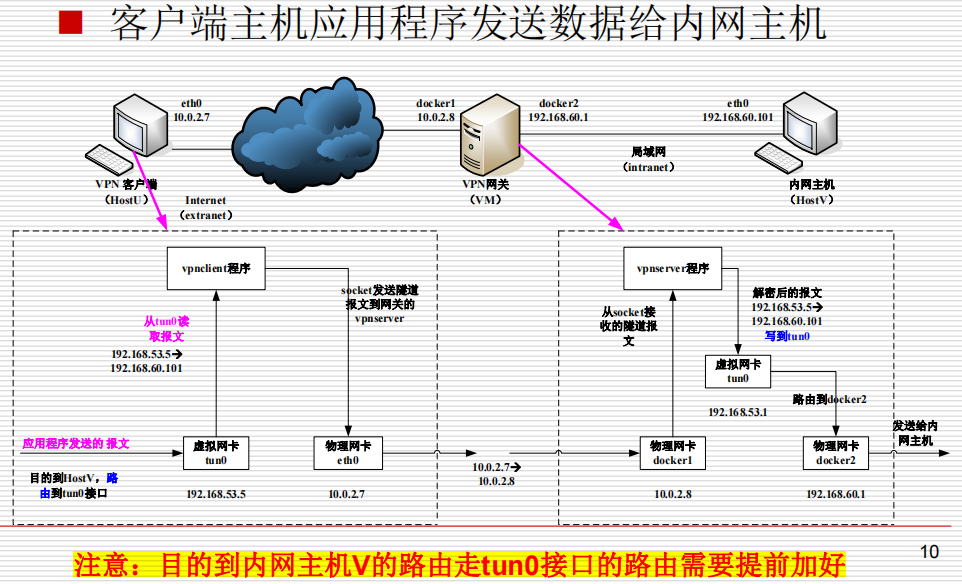 客户端主机应用程序发送数据给内网主机
eth0
10.0.2.7
docker1
10.0.2.8
docker2
192.168.60.1
eth0
192.168.60.101
VPN 客户端
（HostU）
Internet
（extranet）
VPN网关
（VM）
局域网
（intranet）
内网主机
（HostV）
vpnclient程序
socket发送隧道
报文到网关的
vpnserver
从tun0读
取报文
192.168.53.5→
192.168.60.101
应用程序发送的 报文
目的到HostV，路
由到tun0接口
虚拟网卡
tun0
192.168.53.5
物理网卡
eth0
10.0.2.7
10.0.2.7→
10.0.2.8
vpnserver程序
从socket接
收的隧道报
文
解密后的报文
192.168.53.5→
192.168.60.101
写到tun0
虚拟网卡
tun0
192.168.53.1
路由到docker2
物理网卡
docker1
10.0.2.8
物理网卡
docker2
192.168.60.1
发送给内
网主机
注意：目的到内网主机V的路由走tun0接口的路由需要提前加好
10